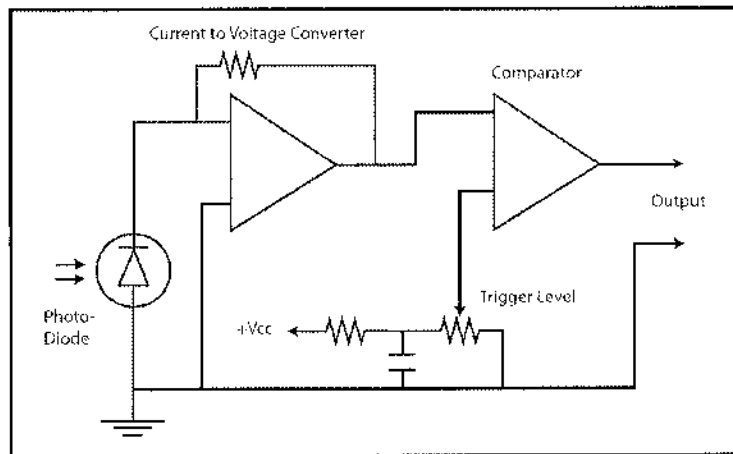 Current to Voltage Converter
Comparator
Output
Trigger Level
+Vcc
Photo-
Diode